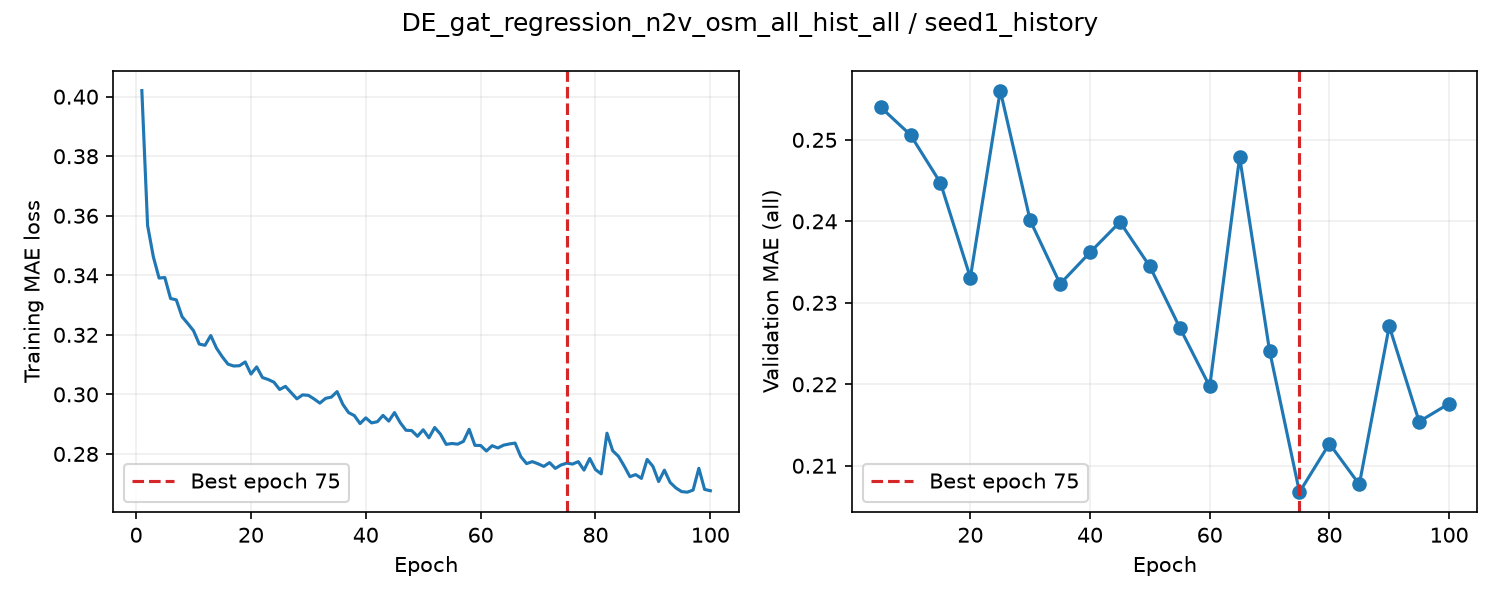 DE_gat_regression_n2v_osm_all_hist_all / seed1_history
Training MAE loss
0.40
0.38
0.36
0.34
0.32
0.30
0.28
Best epoch 75
0 20 40 60 80 100
Epoch
Validation MAE (all)
0.25
0.24
0.23
0.22
0.21
Best epoch 75
20 40 60 80 100
Epoch